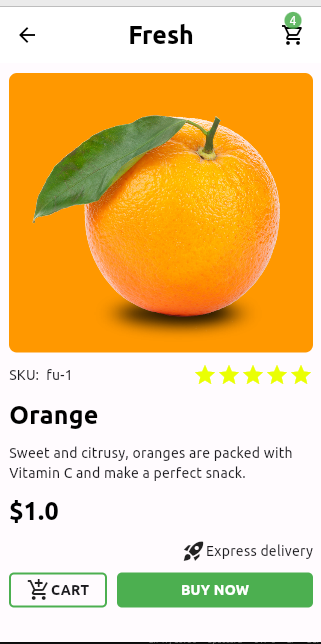 Fresh
4
SKU: fu-1
Orange
Sweet and citrusy, oranges are packed with
Vitamin C and make a perfect snack.
$1.0
Express delivery
CART
BUY NOW